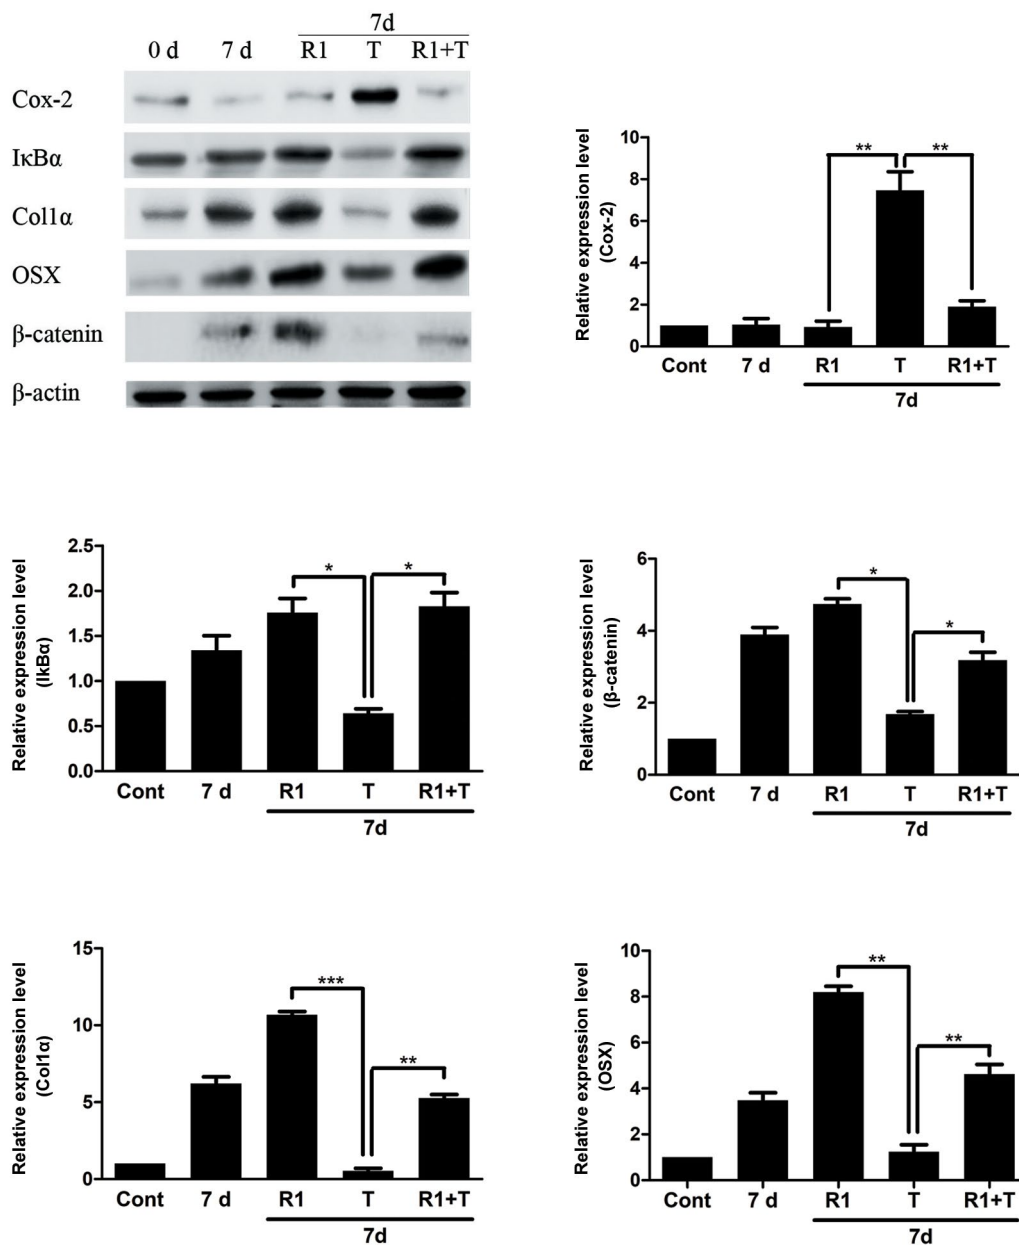 7d
0 d 7 d R1 T R1+T
Cox-2
IκBα
Col1α
OSX
β-catenin
β-actin
Relative expression level
(Cox-2)
10
8
6
4
2
0
** **
Cont 7 d R1 T R1+T
7d
Relative expression level
(IkBα)
2.5
2.0
1.5
1.0
0.5
0.0
* *
Cont 7 d R1 T R1+T
7d
Relative expression level
(β-catenin)
6
4
2
0
*
*
Cont 7 d R1 T R1+T
7d
Relative expression level
(Col1α)
15
10
5
0
***
**
Cont 7 d R1 T R1+T
7d
Relative expression level
(OSX)
10
8
6
4
2
0
**
**
Cont 7 d R1 T R1+T
7d